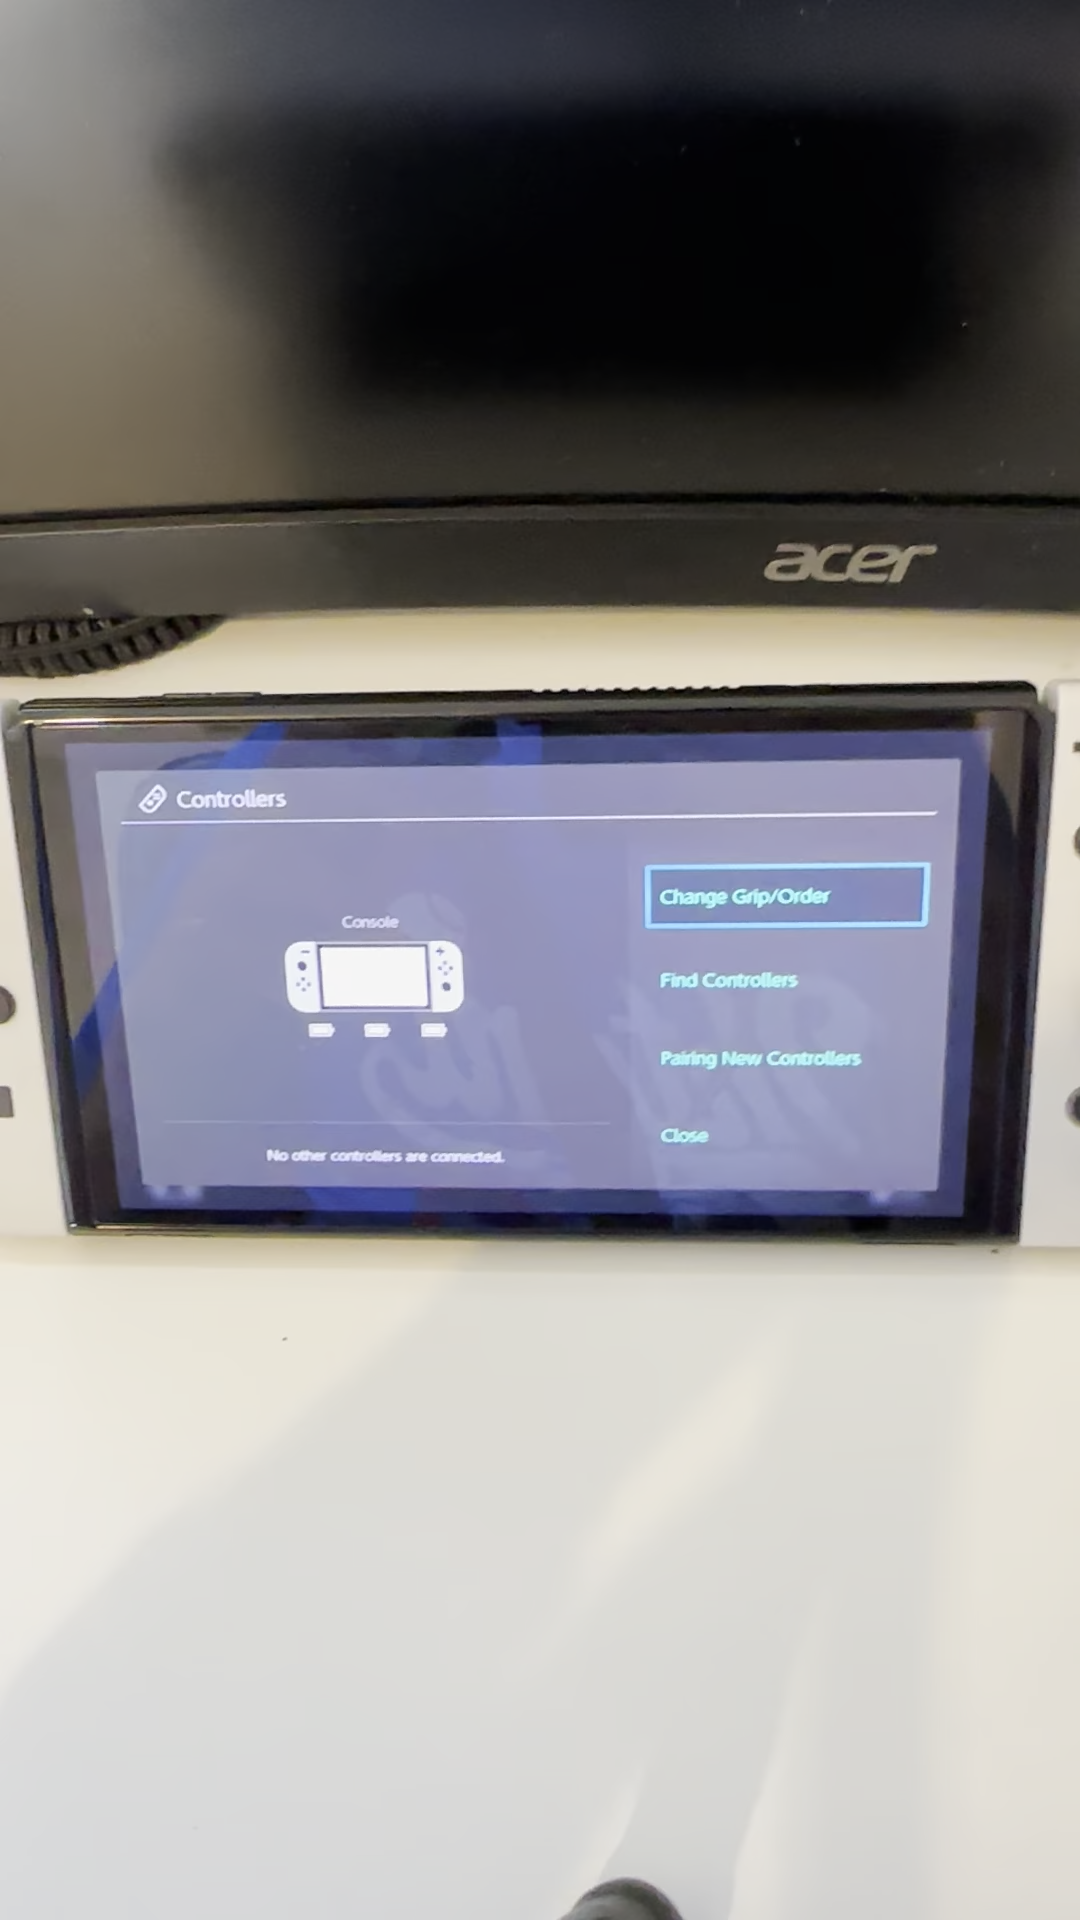 acer
Controllers
Console
Change Grip/Order
Find Controllers
Pairing New Controllers
Close
No other controllers are connected.